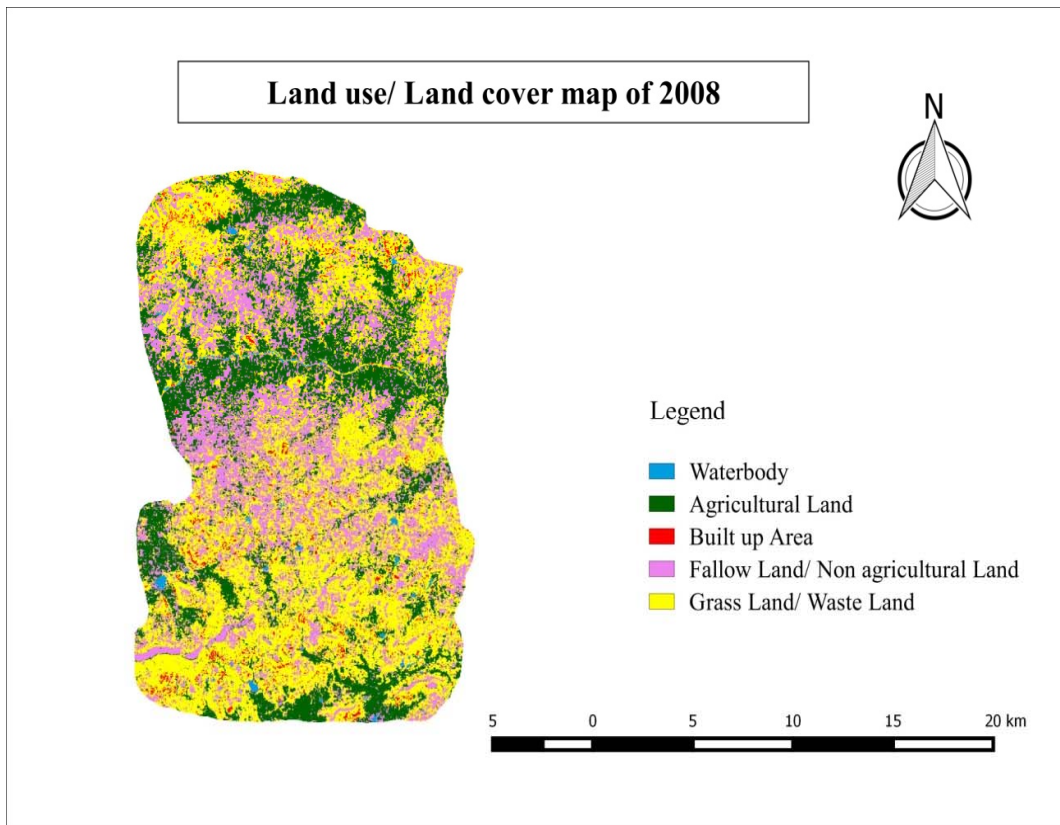 Land use/ Land cover map of 2008
N
Legend
Waterbody
Agricultural Land
Built up Area
Fallow Land/ Non agricultural Land
Grass Land/ Waste Land
5 0 5 10 15 20 km